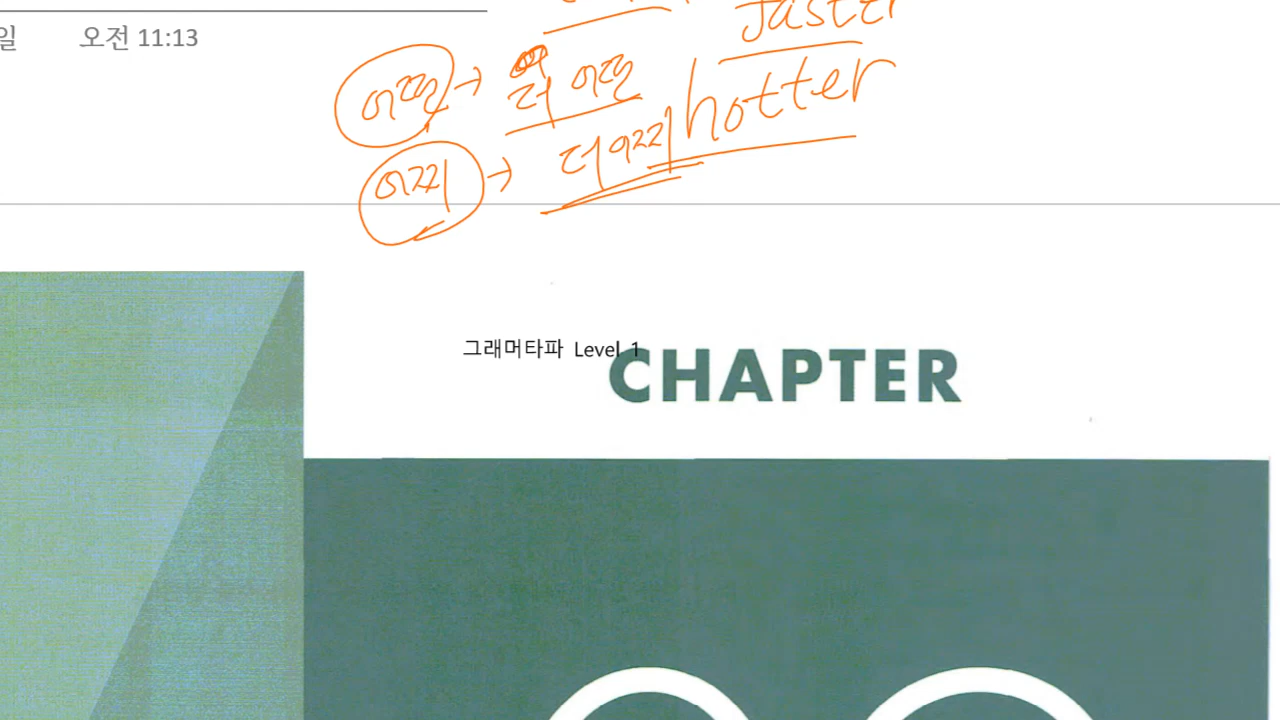 faster
일 오전 11:13
어떤 → 더 어떤 hotter
어찌 → 더 어찌
그래머타파 Level 1
CHAPTER